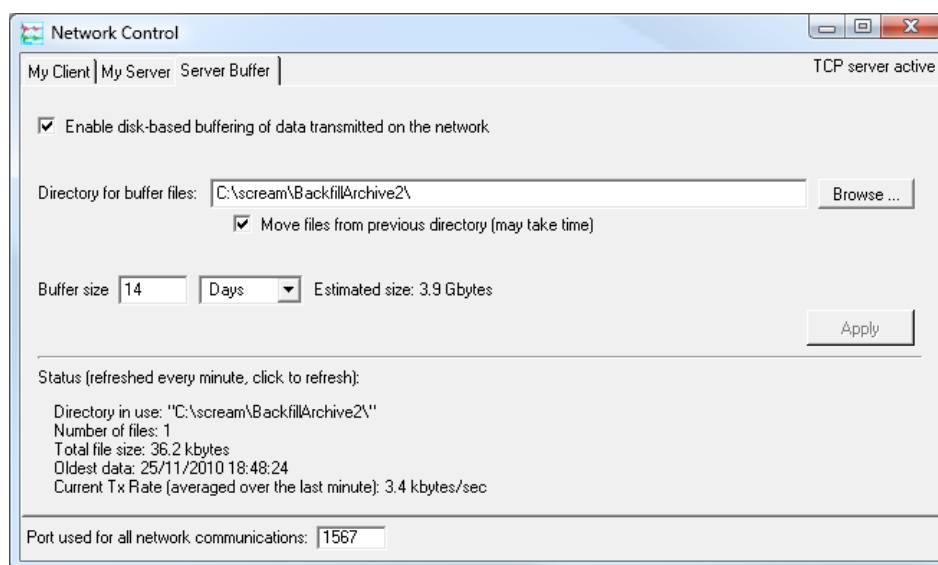 Network Control
My Client My Server Server Buffer TCP server active
Enable disk-based buffering of data transmitted on the network
Directory for buffer files: C:\scream\BackfillArchive2\ Browse ...
Move files from previous directory (may take time)
Buffer size 14 Days Estimated size: 3.9 Gbytes
Apply
Status (refreshed every minute, click to refresh):
Directory in use: "C:\scream\BackfillArchive2\"
Number of files: 1
Total file size: 36.2 kbytes
Oldest data: 25/11/2010 18:48:24
Current Tx Rate (averaged over the last minute): 3.4 kbytes/sec
Port used for all network communications: 1567